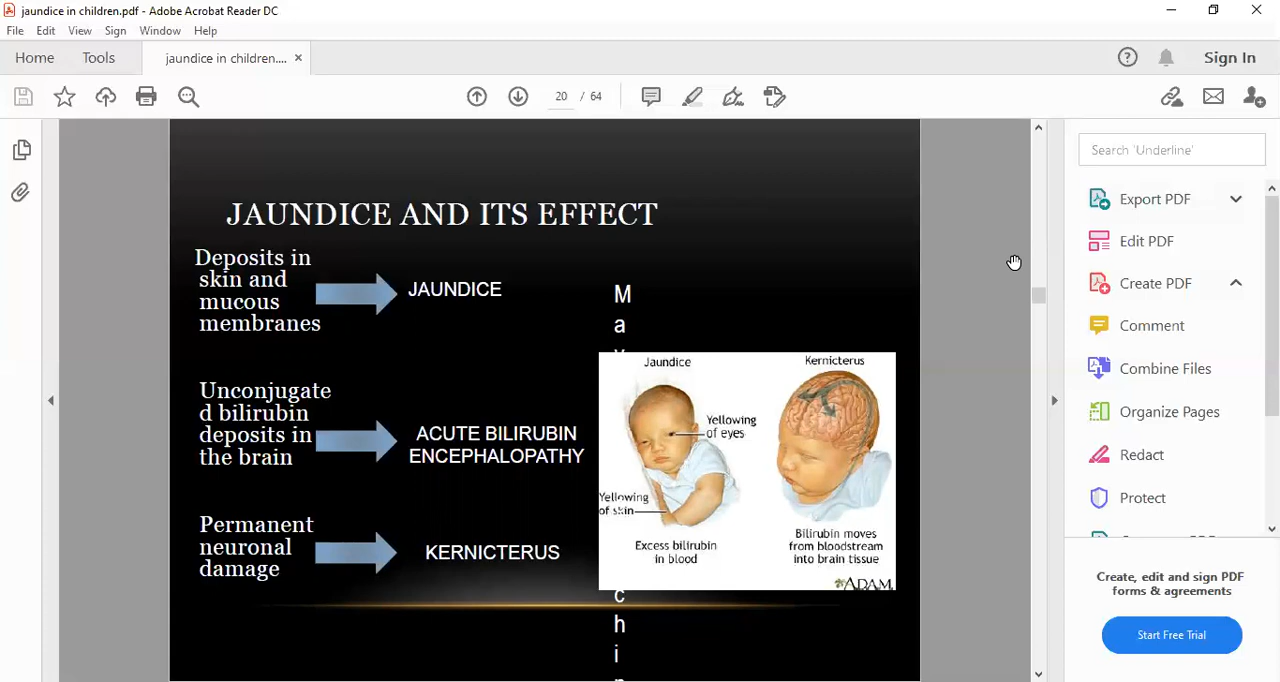 jaundice in children.pdf - Adobe Acrobat Reader DC
File Edit View Sign Window Help
Home Tools jaundice in children.... × Sign In
20 / 64
Search 'Underline'
Export PDF
Edit PDF
Create PDF
Comment
Combine Files
Organize Pages
Redact
Protect
Create, edit and sign PDF
forms & agreements
Start Free Trial
JAUNDICE AND ITS EFFECT
Deposits in
skin and
mucous
membranes
JAUNDICE
Unconjugate
d bilirubin
deposits in
the brain
ACUTE BILIRUBIN
ENCEPHALOPATHY
Permanent
neuronal
damage
KERNICTERUS
M
a
Jaundice
Yellowing
of eyes
Yellowing
of skin
Excess bilirubin
in blood
Kernicterus
Bilirubin moves
from bloodstream
into brain tissue
ADAM
c
h
i